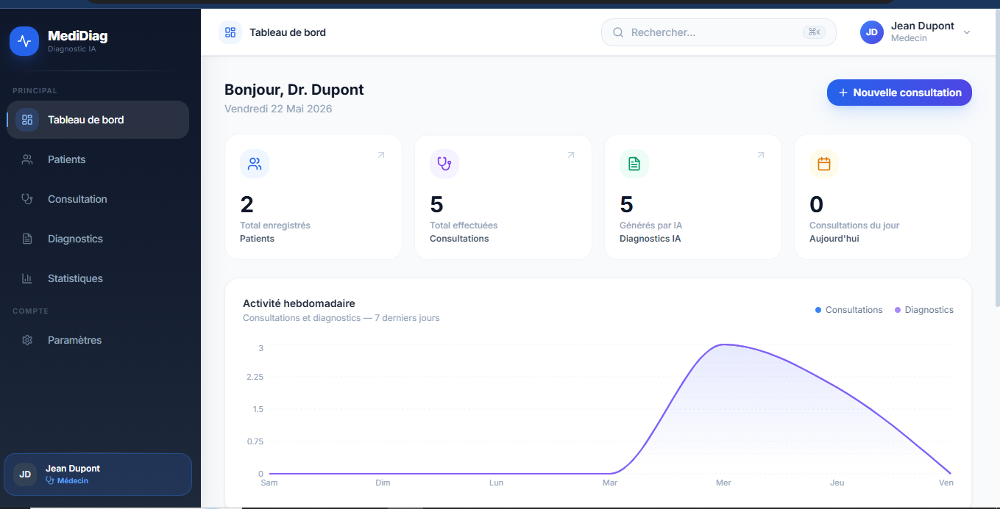 MediDiag
Diagnostic IA
PRINCIPAL
Tableau de bord
Patients
Consultation
Diagnostics
Statistiques
COMPTE
Paramètres
JD
Jean Dupont
Médecin
Tableau de bord
Rechercher...
⌘K
JD
Jean Dupont
Medecin
Bonjour, Dr. Dupont
Vendredi 22 Mai 2026
+ Nouvelle consultation
2
Total enregistrés
Patients
5
Total effectuées
Consultations
5
Générés par IA
Diagnostics IA
0
Consultations du jour
Aujourd'hui
Activité hebdomadaire
Consultations et diagnostics — 7 derniers jours
Consultations
Diagnostics
3
2.25
1.5
0.75
0
Sam Dim Lun Mar Mer Jeu Ven